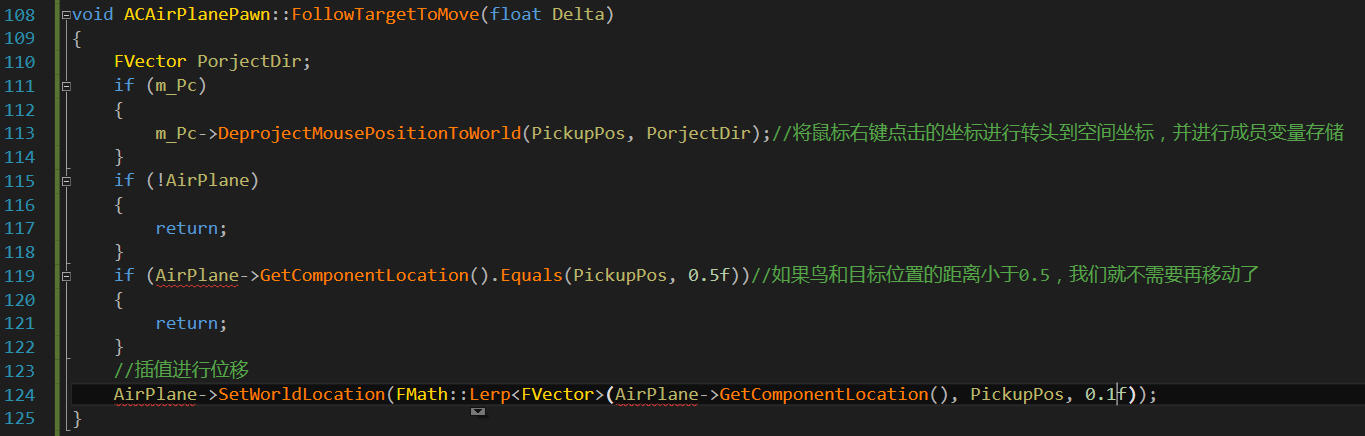 108 void ACAirPlanePawn::FollowTargetToMove(float Delta)
109 {
110 FVector PorjectDir;
111 if (m_Pc)
112 {
113 m_Pc->DeprojectMousePositionToWorld(PickupPos, PorjectDir);//将鼠标右键点击的坐标进行转头到空间坐标，并进行成员变量存储
114 }
115 if (!AirPlane)
116 {
117 return;
118 }
119 if (AirPlane->GetComponentLocation().Equals(PickupPos, 0.5f))//如果鸟和目标位置的距离小于0.5，我们就不需要再移动了
120 {
121 return;
122 }
123 //插值进行位移
124 AirPlane->SetWorldLocation(FMath::Lerp<FVector>(AirPlane->GetComponentLocation(), PickupPos, 0.1f));
125 }